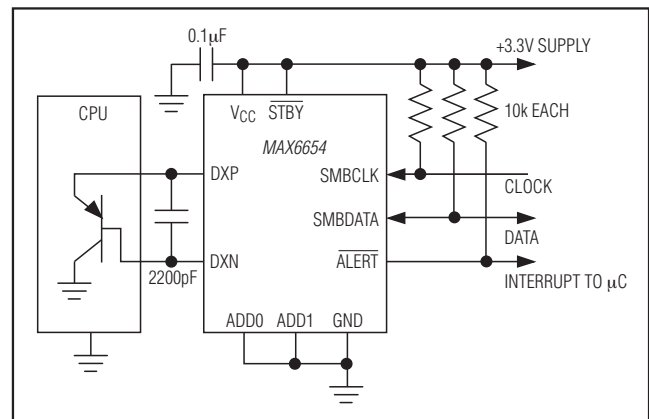 0.1μF
+3.3V SUPPLY
CPU
VCC
STBY
10k EACH
MAX6654
DXP
SMBCLK
CLOCK
SMBDATA
DATA
2200pF
DXN
ALERT
INTERRUPT TO μC
ADD0 ADD1 GND